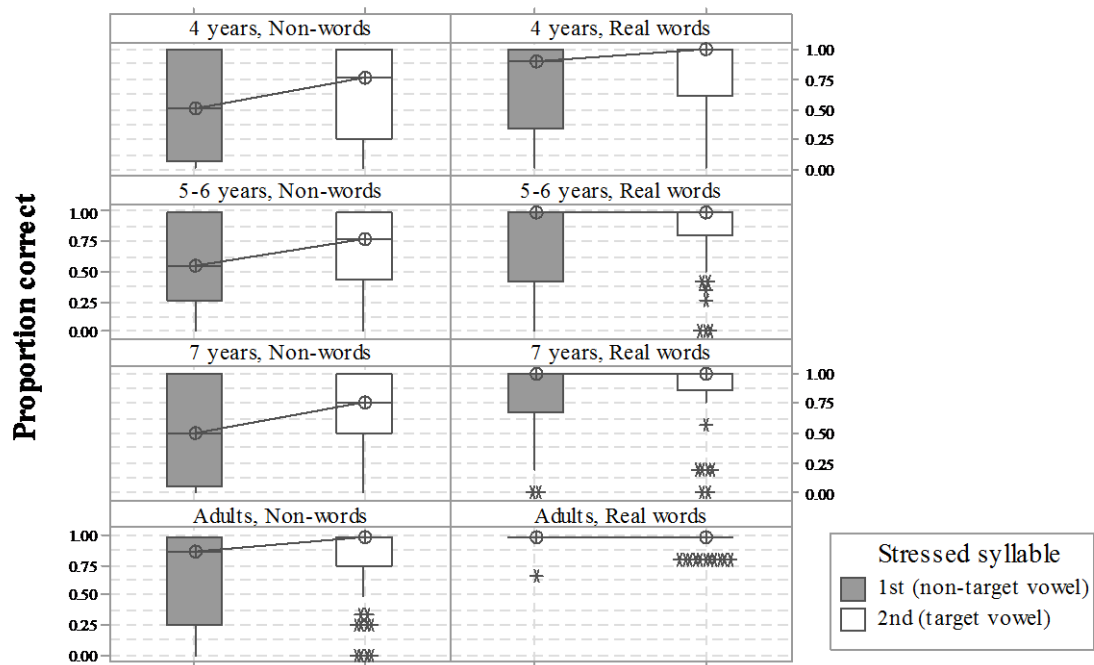 Proportion correct
4 years, Non-words
4 years, Real words
1.00
0.75
0.50
0.25
0.00
5-6 years, Non-words
5-6 years, Real words
1.00
0.75
0.50
0.25
0.00
7 years, Non-words
7 years, Real words
1.00
0.75
0.50
0.25
0.00
Adults, Non-words
Adults, Real words
1.00
0.75
0.50
0.25
0.00
Stressed syllable
1st (non-target vowel)
2nd (target vowel)